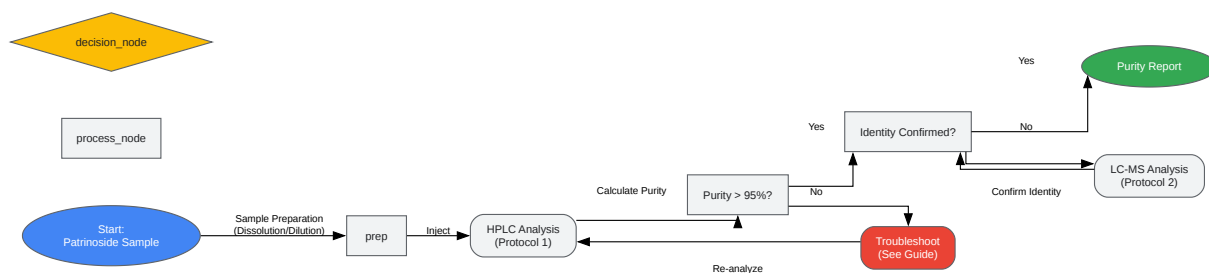 decision_node
process_node
Start:
Patrinoside Sample
Sample Preparation
(Dissolution/Dilution)
prep
Inject
HPLC Analysis
(Protocol 1)
Calculate Purity
Purity > 95%?
Yes
No
Troubleshoot
(See Guide)
Re-analyze
Identity Confirmed?
Yes
No
Purity Report
LC-MS Analysis
(Protocol 2)
Confirm Identity